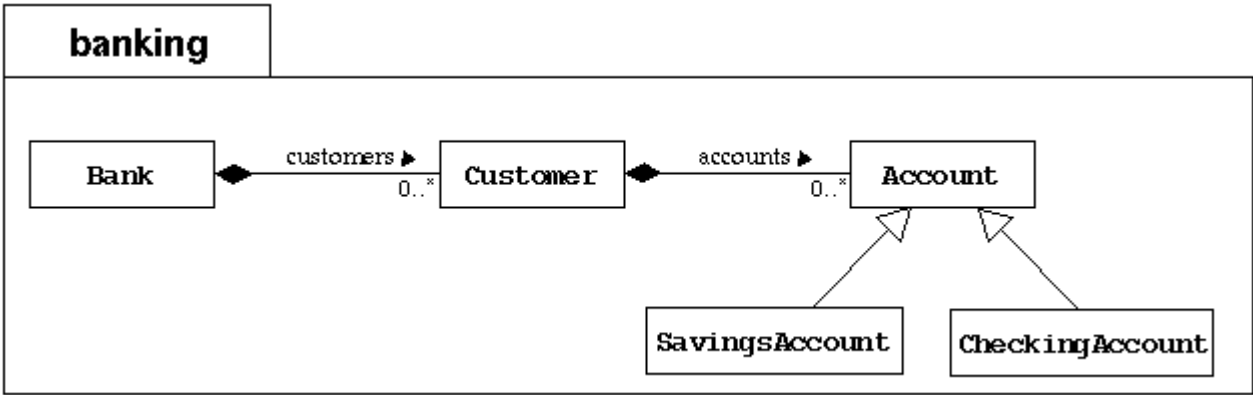 banking
customers
accounts
Bank
0..*
Customer
0..*
Account
SavingsAccount
CheckingAccount